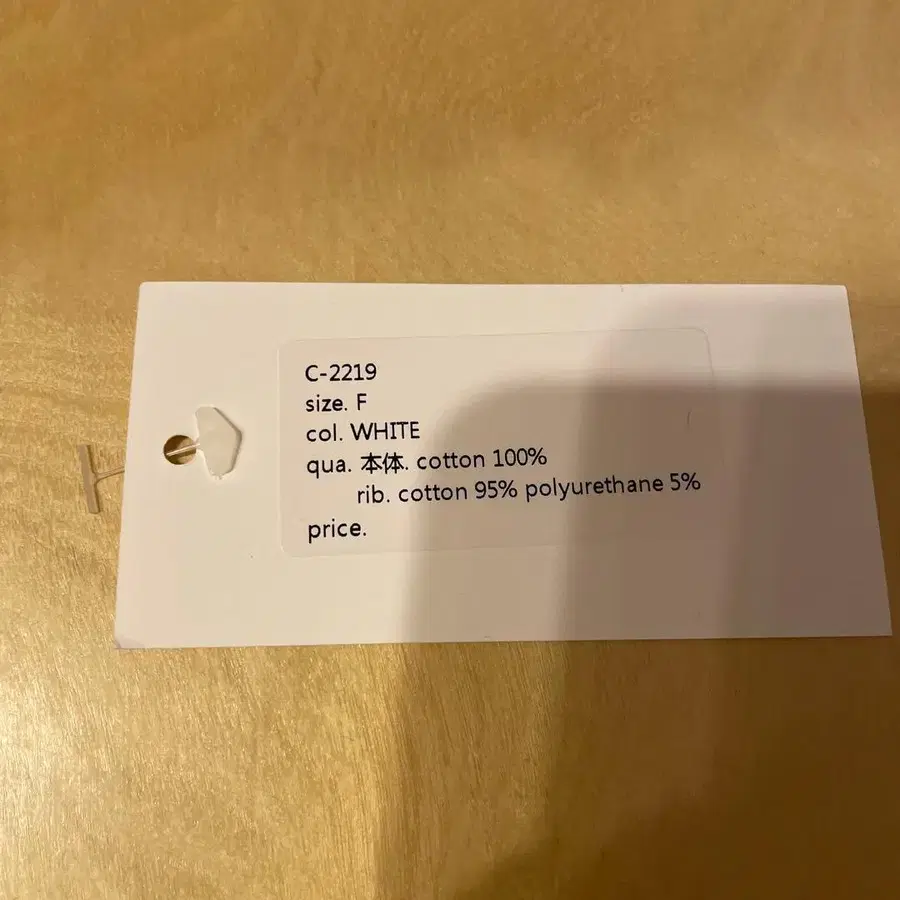 C-2219
size. F
col. WHITE
qua. 本体. cotton 100%
rib. cotton 95% polyurethane 5%
price.